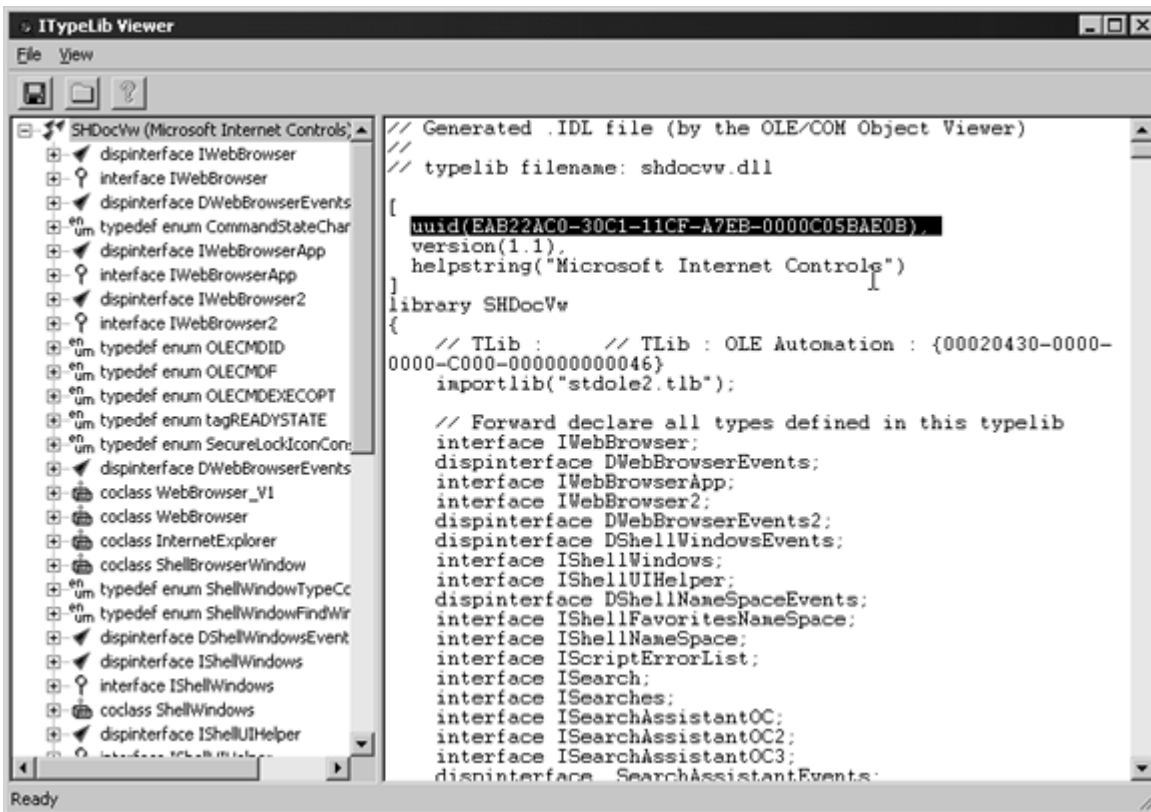 ITypeLib Viewer
File View
SHDocVw (Microsoft Internet Controls)
dispinterface IWebBrowser
interface IWebBrowser
dispinterface DWebBrowserEvents
typedef enum CommandStateChar
dispinterface IWebBrowserApp
interface IWebBrowserApp
dispinterface IWebBrowser2
interface IWebBrowser2
typedef enum OLECMDID
typedef enum OLECMDF
typedef enum OLECMDEXECOPT
typedef enum tagREADYSTATE
typedef enum SecureLockIconCons
dispinterface DWebBrowserEvents
coclass WebBrowser_V1
coclass WebBrowser
coclass InternetExplorer
coclass ShellBrowserWindow
typedef enum ShellWindowTypeCc
typedef enum ShellWindowFindWir
dispinterface DShellWindowsEvent
dispinterface IShellWindows
interface IShellWindows
coclass ShellWindows
dispinterface IShellUIHelper
interface IShellUIHelper
// Generated .IDL file (by the OLE/COM Object Viewer)
//
// typelib filename: shdocvw.dll
[
uuid(EAB22AC0-30C1-11CF-A7EB-0000C05BAE0B),
version(1.1),
helpstring("Microsoft Internet Controls")
]
library SHDocVw
{
// TLib : // TLib : OLE Automation : {00020430-0000-
0000-C000-000000000046}
importlib("stdole2.tlb");
// Forward declare all types defined in this typelib
interface IWebBrowser;
dispinterface DWebBrowserEvents;
interface IWebBrowserApp;
interface IWebBrowser2;
dispinterface DWebBrowserEvents2;
dispinterface DShellWindowsEvents;
interface IShellWindows;
interface IShellUIHelper;
dispinterface DShellNameSpaceEvents;
interface IShellFavoritesNameSpace;
interface IShellNameSpace;
interface IScriptErrorList;
interface ISearch;
interface ISearches;
interface ISearchAssistantOC;
interface ISearchAssistantOC2;
interface ISearchAssistantOC3;
dispinterface _SearchAssistantEvents;
Ready